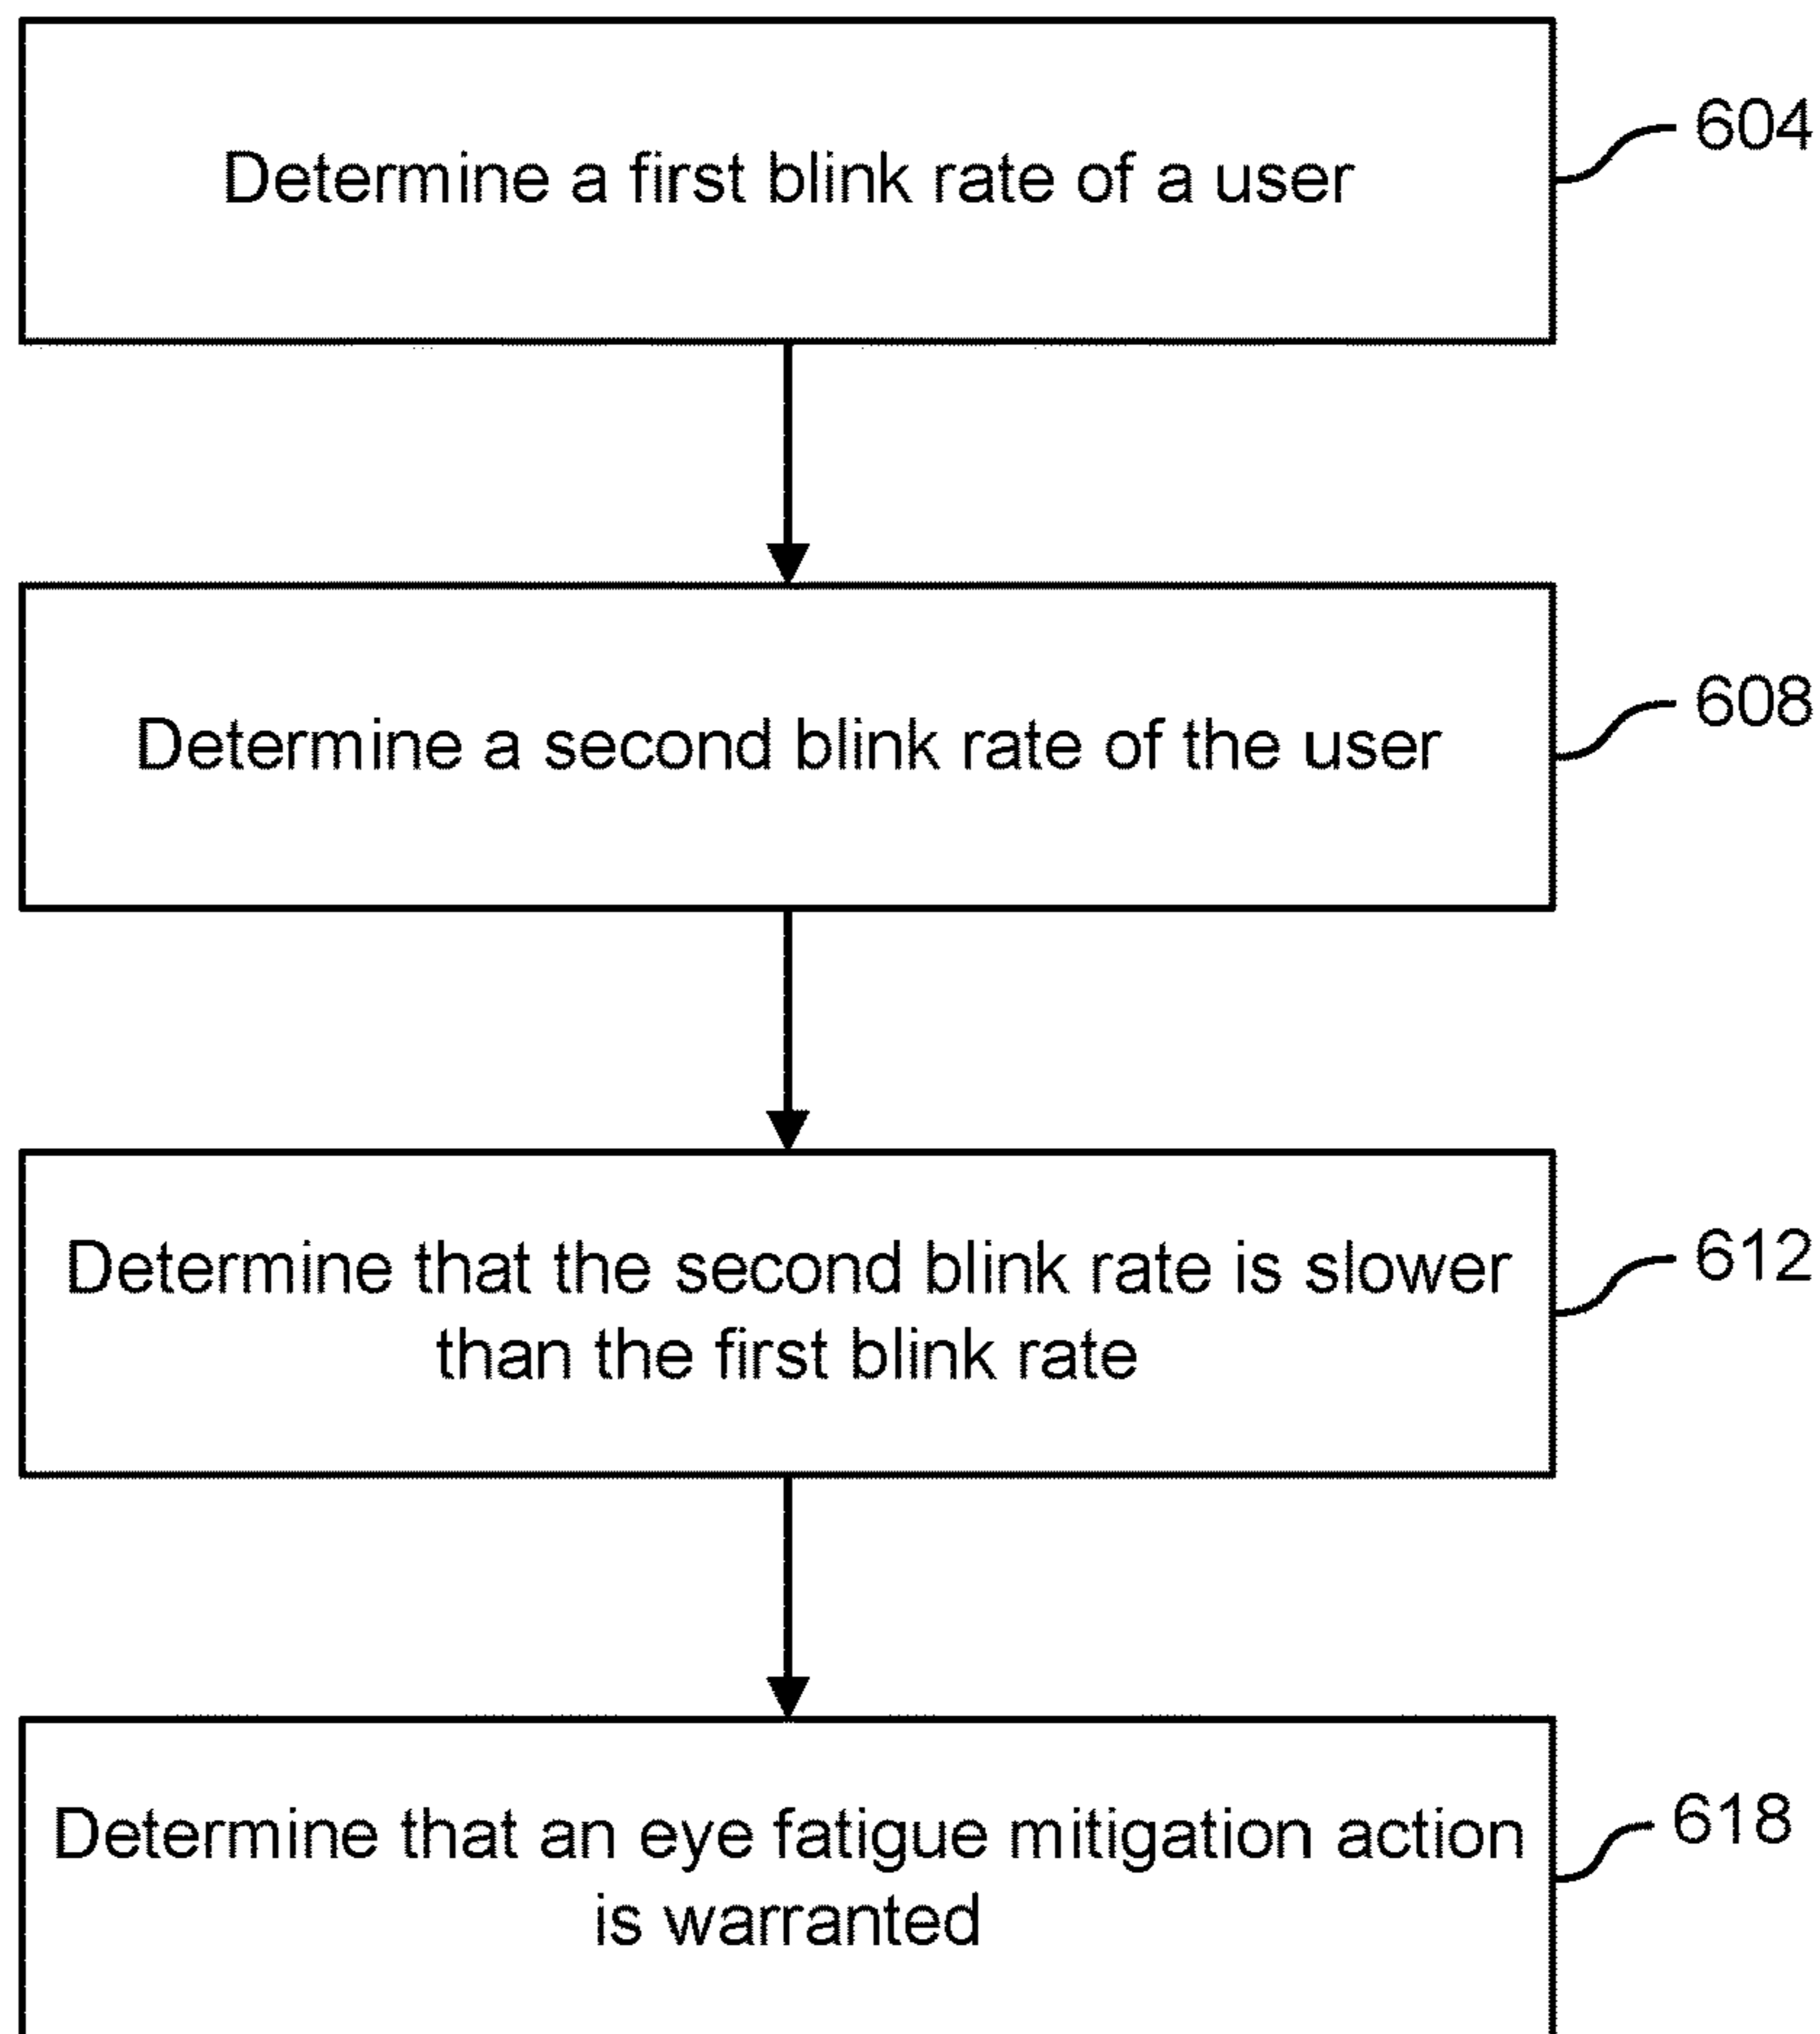 Determine a first blink rate of a user
604
Determine a second blink rate of the user
608
Determine that the second blink rate is slower
than the first blink rate
612
Determine that an eye fatigue mitigation action
is warranted
618